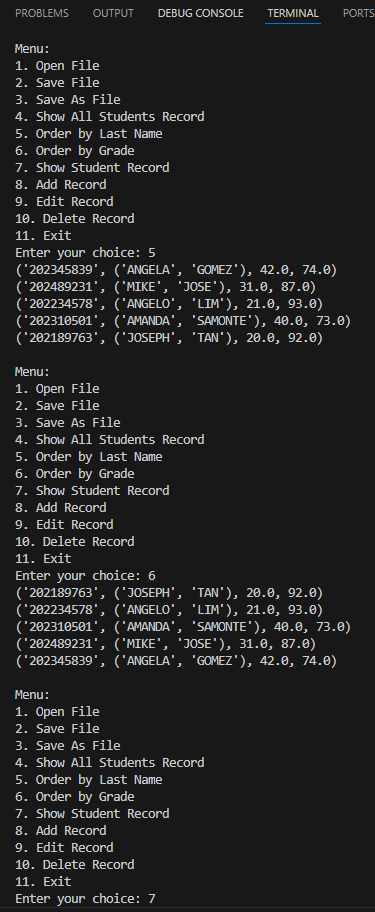 PROBLEMS OUTPUT DEBUG CONSOLE TERMINAL PORTS
Menu:
1. Open File
2. Save File
3. Save As File
4. Show All Students Record
5. Order by Last Name
6. Order by Grade
7. Show Student Record
8. Add Record
9. Edit Record
10. Delete Record
11. Exit
Enter your choice: 5
('202345839', ('ANGELA', 'GOMEZ'), 42.0, 74.0)
('202489231', ('MIKE', 'JOSE'), 31.0, 87.0)
('202234578', ('ANGELO', 'LIM'), 21.0, 93.0)
('202310501', ('AMANDA', 'SAMONTE'), 40.0, 73.0)
('202189763', ('JOSEPH', 'TAN'), 20.0, 92.0)
Menu:
1. Open File
2. Save File
3. Save As File
4. Show All Students Record
5. Order by Last Name
6. Order by Grade
7. Show Student Record
8. Add Record
9. Edit Record
10. Delete Record
11. Exit
Enter your choice: 6
('202189763', ('JOSEPH', 'TAN'), 20.0, 92.0)
('202234578', ('ANGELO', 'LIM'), 21.0, 93.0)
('202310501', ('AMANDA', 'SAMONTE'), 40.0, 73.0)
('202489231', ('MIKE', 'JOSE'), 31.0, 87.0)
('202345839', ('ANGELA', 'GOMEZ'), 42.0, 74.0)
Menu:
1. Open File
2. Save File
3. Save As File
4. Show All Students Record
5. Order by Last Name
6. Order by Grade
7. Show Student Record
8. Add Record
9. Edit Record
10. Delete Record
11. Exit
Enter your choice: 7